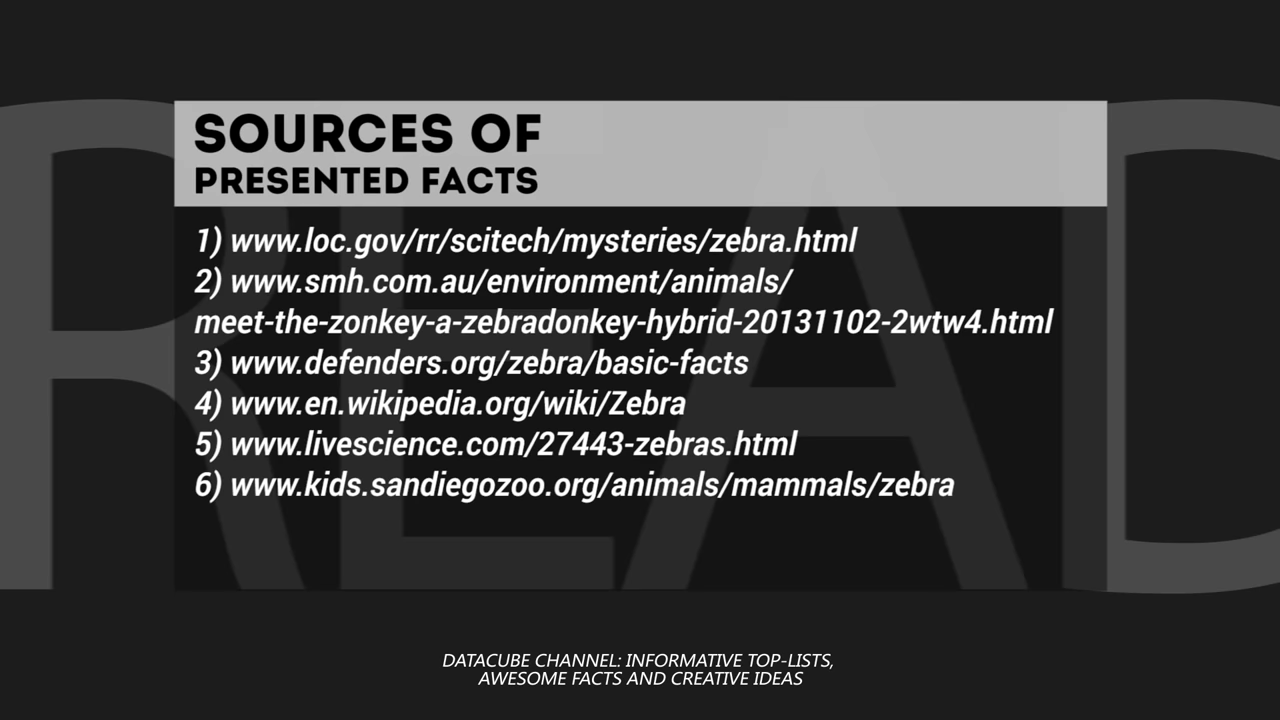 READ
SOURCES OF
PRESENTED FACTS
1) www.loc.gov/rr/scitech/mysteries/zebra.html
2) www.smh.com.au/environment/animals/
meet-the-zonkey-a-zebradonkey-hybrid-20131102-2wtw4.html
3) www.defenders.org/zebra/basic-facts
4) www.en.wikipedia.org/wiki/Zebra
5) www.livescience.com/27443-zebras.html
6) www.kids.sandiegozoo.org/animals/mammals/zebra
DATACUBE CHANNEL: INFORMATIVE TOP-LISTS,
AWESOME FACTS AND CREATIVE IDEAS